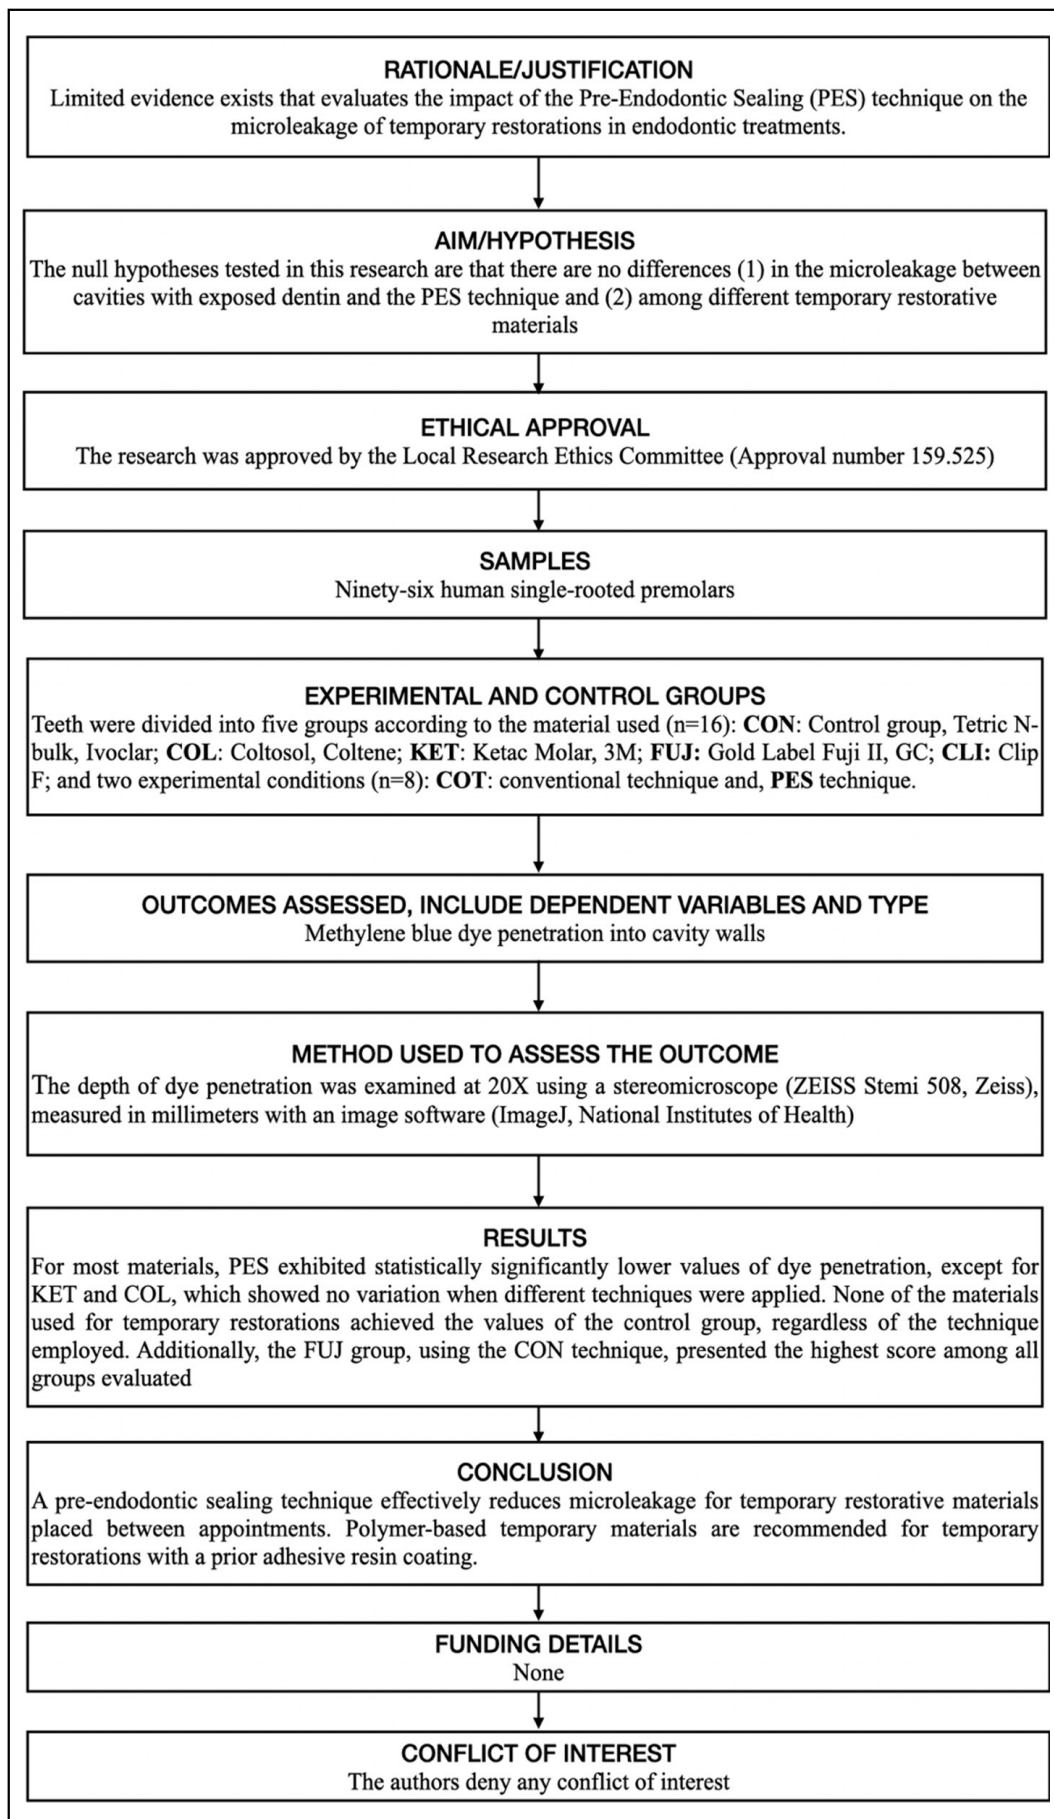 RATIONALE/JUSTIFICATION
Limited evidence exists that evaluates the impact of the Pre-Endodontic Sealing (PES) technique on the
microleakage of temporary restorations in endodontic treatments.
AIM/HYPOTHESIS
The null hypotheses tested in this research are that there are no differences (1) in the microleakage between
cavities with exposed dentin and the PES technique and (2) among different temporary restorative
materials
ETHICAL APPROVAL
The research was approved by the Local Research Ethics Committee (Approval number 159.525)
SAMPLES
Ninety-six human single-rooted premolars
EXPERIMENTAL AND CONTROL GROUPS
Teeth were divided into five groups according to the material used (n=16): CON: Control group, Tetric N-
bulk, Ivoclar; COL: Coltosol, Coltene; KET: Ketac Molar, 3M; FUJ: Gold Label Fuji II, GC; CLI: Clip
F; and two experimental conditions (n=8): COT: conventional technique and, PES technique.
OUTCOMES ASSESSED, INCLUDE DEPENDENT VARIABLES AND TYPE
Methylene blue dye penetration into cavity walls
METHOD USED TO ASSESS THE OUTCOME
The depth of dye penetration was examined at 20X using a stereomicroscope (ZEISS Stemi 508, Zeiss),
measured in millimeters with an image software (ImageJ, National Institutes of Health)
RESULTS
For most materials, PES exhibited statistically significantly lower values of dye penetration, except for
KET and COL, which showed no variation when different techniques were applied. None of the materials
used for temporary restorations achieved the values of the control group, regardless of the technique
employed. Additionally, the FUJ group, using the CON technique, presented the highest score among all
groups evaluated
CONCLUSION
A pre-endodontic sealing technique effectively reduces microleakage for temporary restorative materials
placed between appointments. Polymer-based temporary materials are recommended for temporary
restorations with a prior adhesive resin coating.
FUNDING DETAILS
None
CONFLICT OF INTEREST
The authors deny any conflict of interest